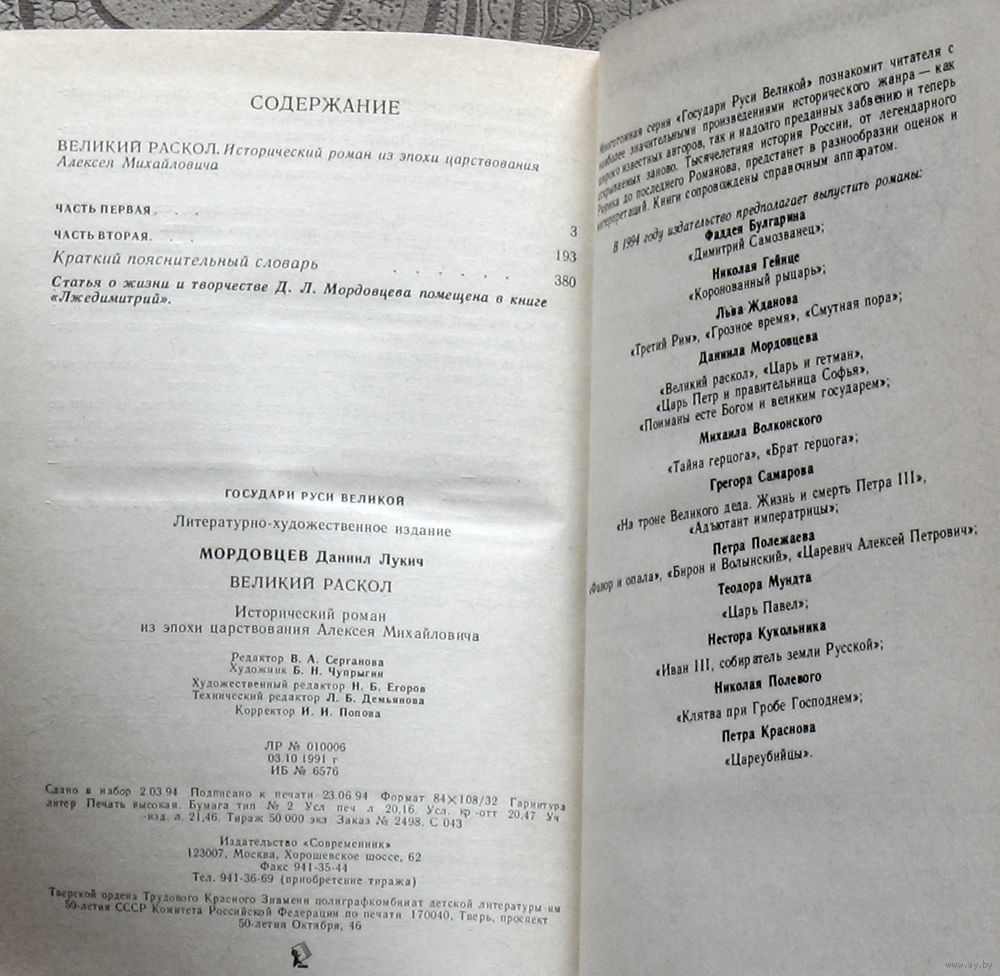 СОДЕРЖАНИЕ
ВЕЛИКИЙ РАСКОЛ. Исторический роман из эпохи царствования
Алексея Михайловича
ЧАСТЬ ПЕРВАЯ. . . . 3
ЧАСТЬ ВТОРАЯ. . . . 193
Краткий пояснительный словарь . . . . . . 380
Статья о жизни и творчестве Д. Л. Мордовцева помещена в книге
«Лжедимитрий».
ГОСУДАРИ РУСИ ВЕЛИКОЙ
Литературно-художественное издание
МОРДОВЦЕВ Даниил Лукич
ВЕЛИКИЙ РАСКОЛ
Исторический роман
из эпохи царствования Алексея Михайловича
Редактор В. А. Серганова
Художник Б. Н. Чупрыгин
Художественный редактор Н. Б. Егоров
Технический редактор Л. Б. Демьянова
Корректор И. И. Попова
ЛР № 010006
03.10 1991 г
ИБ № 6576
Сдано в набор 2.03.94 Подписано к печати 23.06 94 Формат 84×108/32 Гарнитура
литер Печать высокая. Бумага тип № 2 Усл печ л 20,16. Усл. кр-отт 20,47 Уч
-изд. л. 21,46. Тираж 50 000 экз Заказ № 2498. С 043
Издательство «Современник»
123007, Москва, Хорошевское шоссе, 62
Факс 941-35-44
Тел. 941-36-69 (приобретение тиража)
Тверской ордена Трудового Красного Знамени полиграфкомбинат детской литературы им
50-летия СССР Комитета Российской Федерации по печати 170040, Тверь, проспект
50-летия Октября, 46
Многотомная серия «Государи Руси Великой» познакомит читателя с
наиболее значительными произведениями исторического жанра — как
широко известных авторов, так и надолго преданных забвению и теперь
открываемых заново. Тысячелетняя история России, от легендарного
Рюрика до последнего Романова, предстанет в разнообразии оценок и
интерпретаций. Книги сопровождены справочным аппаратом.
В 1994 году издательство предполагает выпустить романы:
Фаддея Булгарина
«Димитрий Самозванец»;
Николая Гейнце
«Коронованный рыцарь»;
Льва Жданова
«Третий Рим», «Грозное время», «Смутная пора»;
Даниила Мордовцева
«Великий раскол», «Царь и гетман»,
«Царь Петр и правительница Софья»,
«Поиманы есте Богом и великим государем»;
Михаила Волконского
«Тайна герцога», «Брат герцога»;
Грегора Самарова
«На троне Великого деда. Жизнь и смерть Петра III»,
«Адъютант императрицы»;
Петра Полежаева
«Фавор и опала», «Бирон и Волынский», «Царевич Алексей Петрович»;
Теодора Мундта
«Царь Павел»;
Нестора Кукольника
«Иван III, собиратель земли Русской»;
Николая Полевого
«Клятва при Гробе Господнем»;
Петра Краснова
«Цареубийцы».
www.ay.by